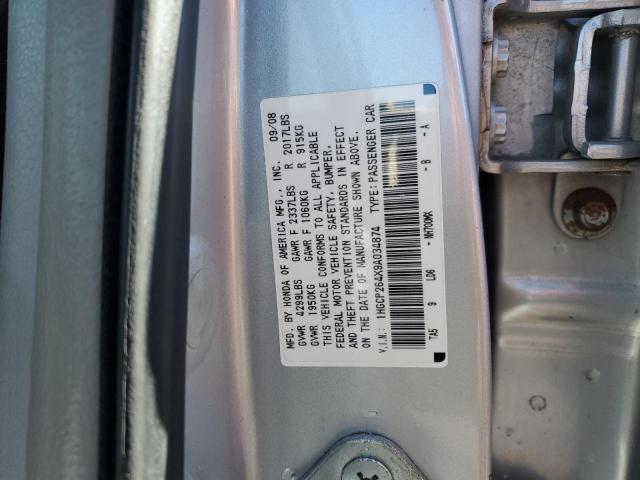 MFD. BY HONDA OF AMERICA MFG., INC. 09/08
GVWR 4299LBS GAWR F 2337LBS R 2017LBS
GVWR 1950KG GAWR F 1060KG R 915KG
THIS VEHICLE CONFORMS TO ALL APPLICABLE
FEDERAL MOTOR VEHICLE SAFETY, BUMPER,
AND THEFT PREVENTION STANDARDS IN EFFECT
ON THE DATE OF MANUFACTURE SHOWN ABOVE.
V.I.N.: 1HGCP264X9A034874 TYPE: PASSENGER CAR
TA5 9 LD6 - NH700MX - B - A